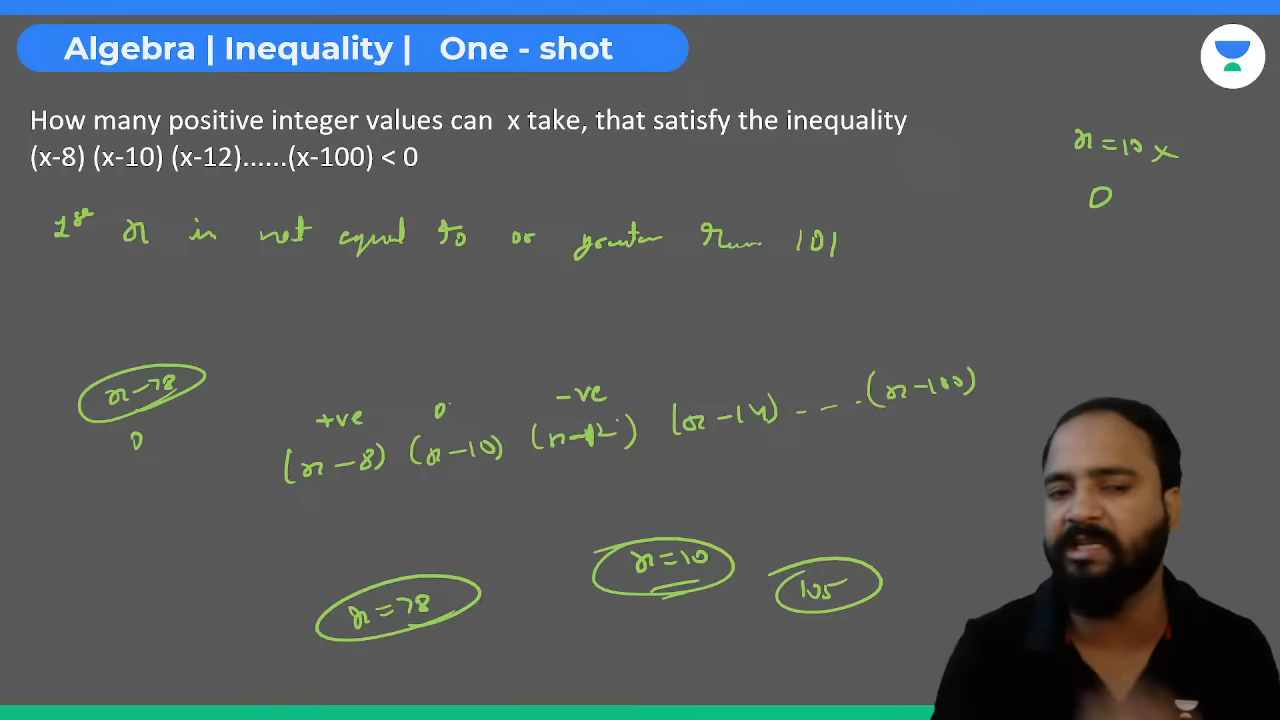 Algebra | Inequality | One - shot
How many positive integer values can x take, that satisfy the inequality
(x-8) (x-10) (x-12)......(x-100) < 0
x = 10 ×
0
1st x is not equal to or greater than 101
x-78
0
+ve 0 -ve
(x-8) (x-10) (x-12) (x-14) - - - . (x-100)
x = 10
105
x = 78